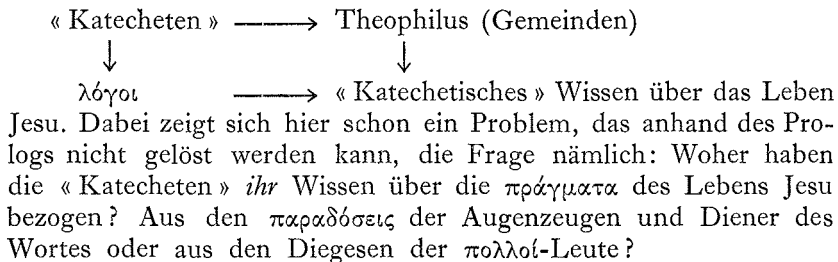 « Katecheten » ⟶ Theophilus (Gemeinden)
↓ ↓
λόγοι ⟶ « Katechetisches » Wissen über das Leben
Jesu. Dabei zeigt sich hier schon ein Problem, das anhand des Pro-
logs nicht gelöst werden kann, die Frage nämlich: Woher haben
die « Katecheten » ihr Wissen über die πράγματα des Lebens Jesu
bezogen? Aus den παραδόσεις der Augenzeugen und Diener des
Wortes oder aus den Diegesen der πολλοί-Leute?